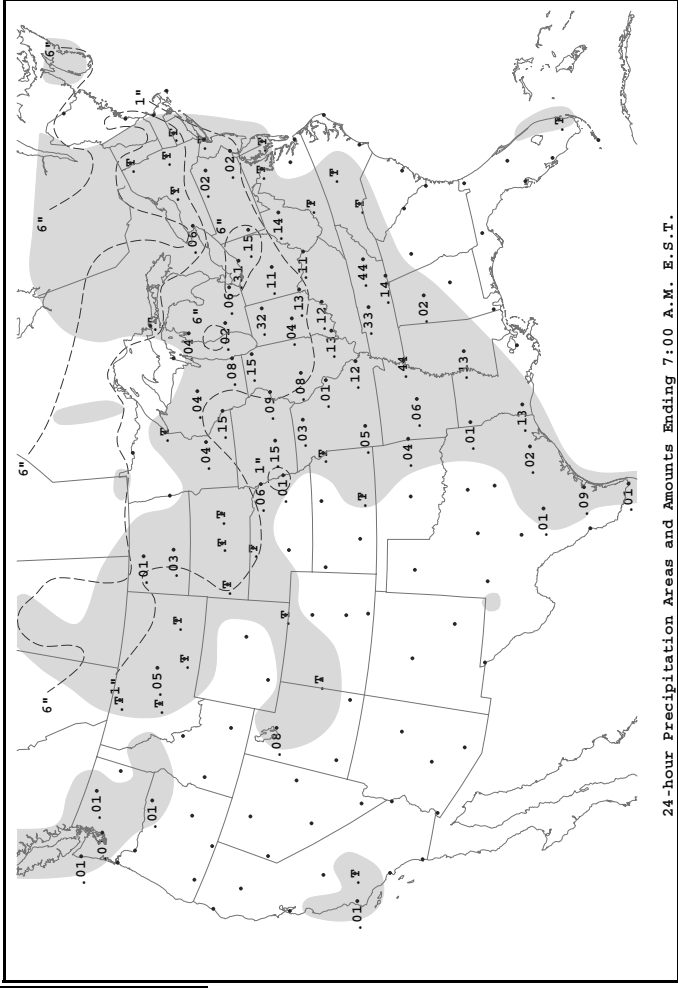 6"
6"
6"
6"
.01
.01
.01
T
1"
T
1"
.01
.01
T
.05
T
T
T
.03
T
T
T
T
.04
.06
.04
6"
.04
.02
T
.15
6"
T
.02
T
.08
.06
.02
.31
.15
T
.15
.06
1"
.32
T
T
.09
.11
.08
.15
.14
T
.01
.04
.03
.08
.13
.11
T
T
T
.12
.01
.13
T
.01
T
.12
T
T
.05
.33
.44
.14
.04
.44
.06
.02
.01
.13
.02
.13
.01
T
.09
.01
24-hour Precipitation Areas and Amounts Ending 7:00 A.M. E.S.T.